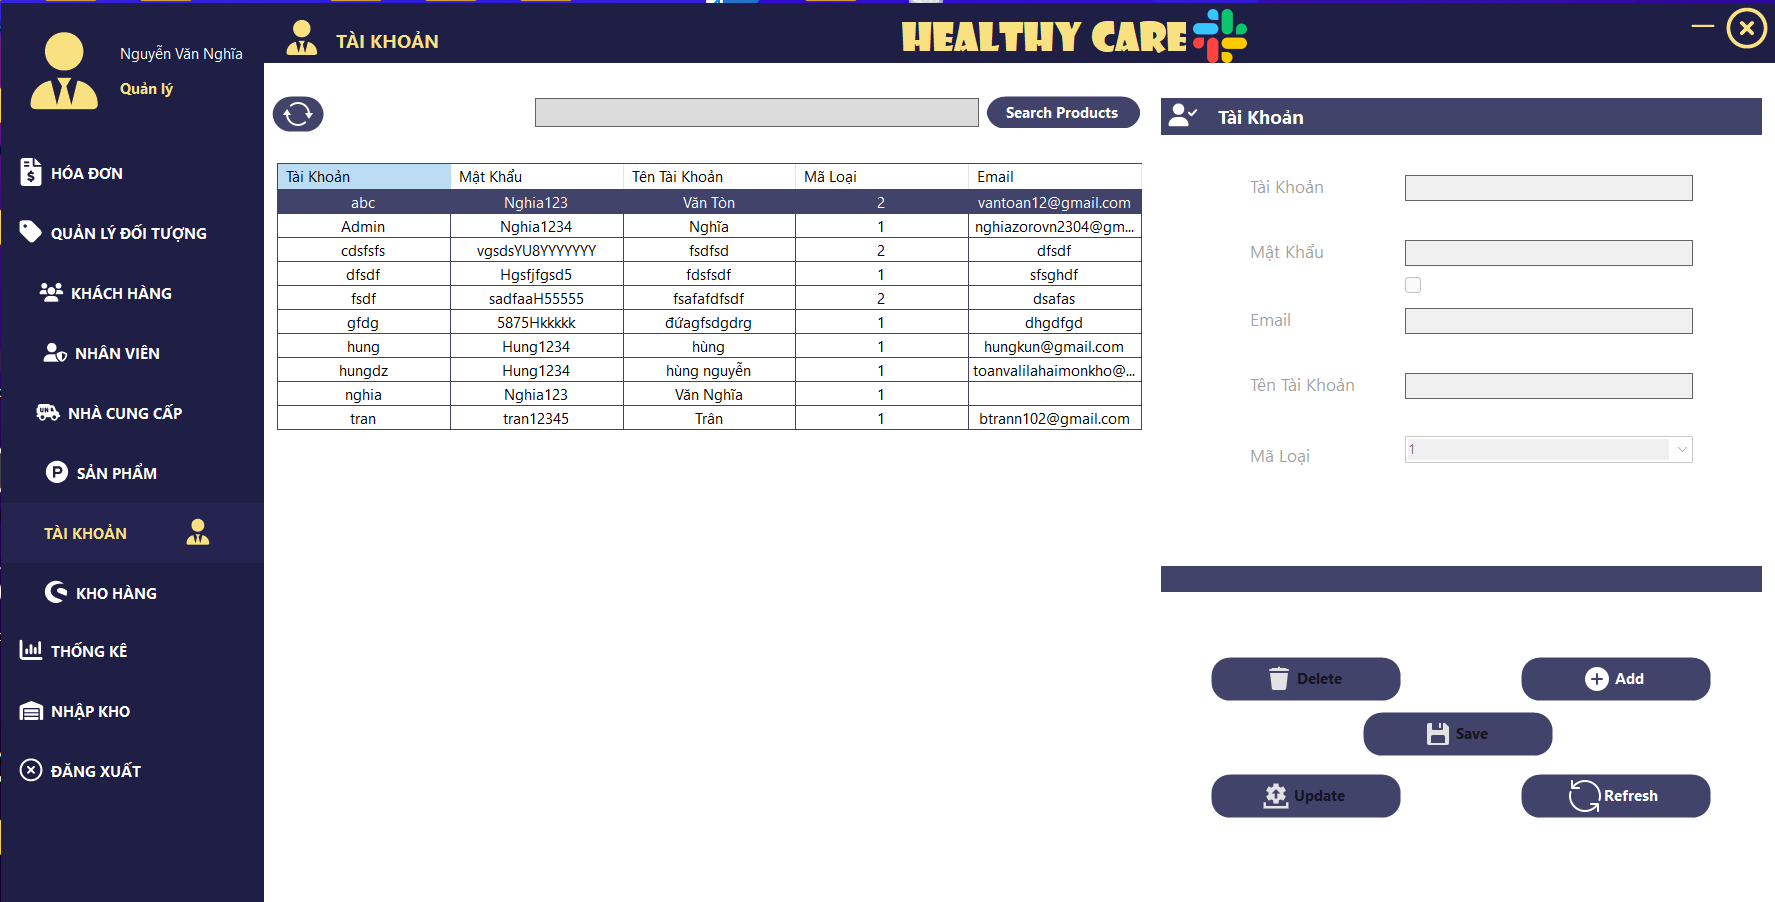 Nguyễn Văn Nghĩa
Quản lý
HÓA ĐƠN
QUẢN LÝ ĐỐI TƯỢNG
KHÁCH HÀNG
NHÂN VIÊN
NHÀ CUNG CẤP
SẢN PHẨM
TÀI KHOẢN
KHO HÀNG
THỐNG KÊ
NHẬP KHO
ĐĂNG XUẤT
TÀI KHOẢN
HEALTHY CARE
Search Products
Tài Khoản Mật Khẩu Tên Tài Khoản Mã Loại Email
abc Nghia123 Văn Tòn 2 vantoan12@gmail.com
Admin Nghia1234 Nghĩa 1 nghiazorovn2304@gm...
cdsfsfs vgsdsYU8YYYYYYY fsdfsd 2 dfsdf
dfsdf Hgsfjfgsd5 fdsfsdf 1 sfsghdf
fsdf sadfaaH55555 fsafafdfsdf 2 dsafas
gfdg 5875Hkkkkk đứagfsdgdrg 1 dhgdfgd
hung Hung1234 hùng 1 hungkun@gmail.com
hungdz Hung1234 hùng nguyễn 1 toanvalilahaimonkho@...
nghia Nghia123 Văn Nghĩa 1
tran tran12345 Trân 1 btrann102@gmail.com
Tài Khoản
Tài Khoản
Mật Khẩu
Email
Tên Tài Khoản
Mã Loại 1
Delete Add
Save
Update Refresh